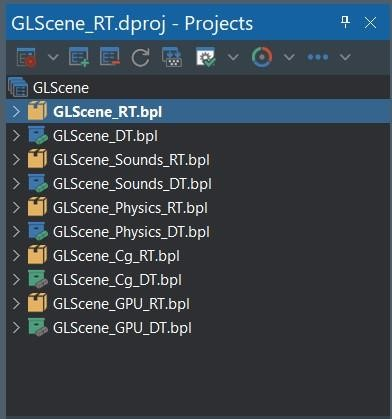 GLScene_RT.dproj - Projects
GLScene
GLScene_RT.bpl
GLScene_DT.bpl
GLScene_Sounds_RT.bpl
GLScene_Sounds_DT.bpl
GLScene_Physics_RT.bpl
GLScene_Physics_DT.bpl
GLScene_Cg_RT.bpl
GLScene_Cg_DT.bpl
GLScene_GPU_RT.bpl
GLScene_GPU_DT.bpl